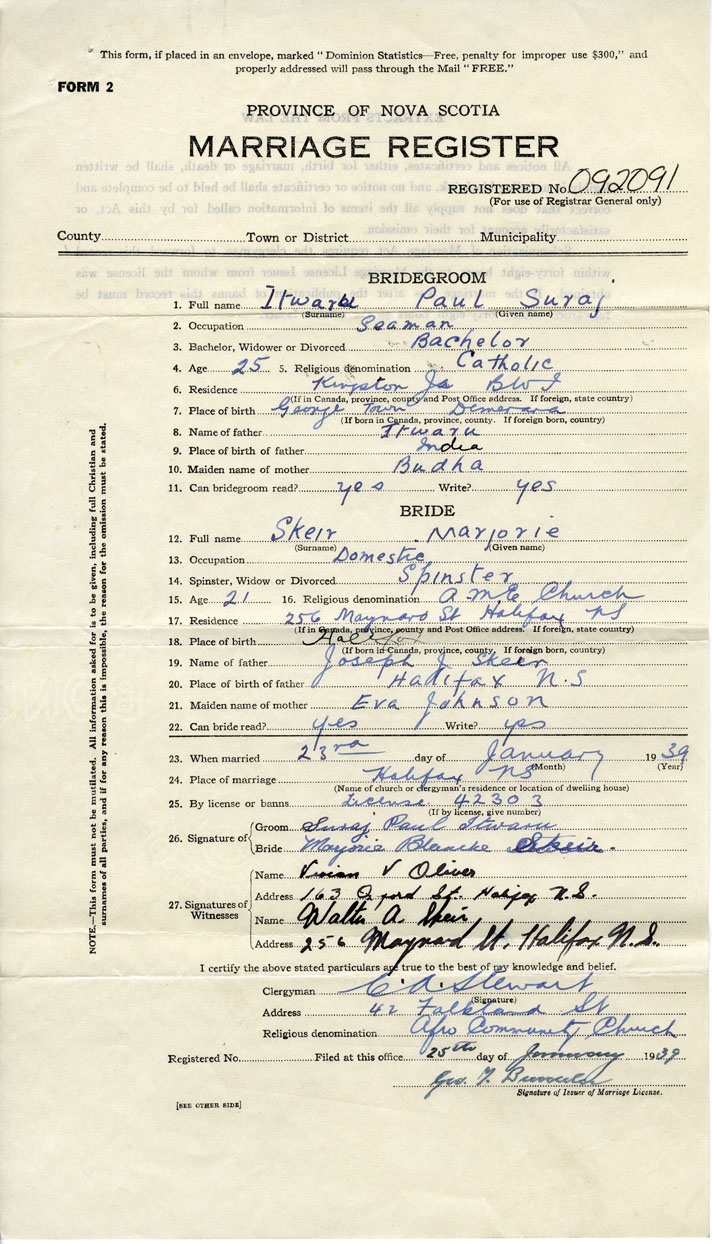 This form, if placed in an envelope, marked "Dominion Statistics—Free, penalty for improper use $300," and
properly addressed will pass through the Mail "FREE."
FORM 2
PROVINCE OF NOVA SCOTIA
MARRIAGE REGISTER
REGISTERED No. 092091
(For use of Registrar General only)
County Town or District Municipality
BRIDEGROOM
1. Full name Itwaru Paul Suraj
(Surname) (Given name)
2. Occupation Seaman
3. Bachelor, Widower or Divorced Bachelor
4. Age 25 5. Religious denomination Catholic
6. Residence Kingston Ja BWI
(If in Canada, province, county and Post Office address. If foreign, state country)
7. Place of birth George Town Demerara
(If born in Canada, province, county. If foreign born, country)
8. Name of father Itwaru
9. Place of birth of father India
10. Maiden name of mother Budha
11. Can bridegroom read? yes Write? yes
BRIDE
12. Full name Skeir Marjorie
(Surname) (Given name)
13. Occupation Domestic
14. Spinster, Widow or Divorced Spinster
15. Age 21 16. Religious denomination A M E Church
17. Residence 256 Maynard St Halifax NS
(If in Canada, province, county and Post Office address. If foreign, state country)
18. Place of birth Halifax
(If born in Canada, province, county. If foreign born, country)
19. Name of father Joseph J Skeir
20. Place of birth of father Halifax N.S
21. Maiden name of mother Eva Johnson
22. Can bride read? yes Write? yes
23. When married 23rd day of January 1939
(Month) (Year)
24. Place of marriage Halifax NS
(Name of church or clergyman's residence or location of dwelling house)
25. By license or banns License 42303
(If by license, give number)
26. Signature of
Groom Suraj Paul Itwaru
Bride Marjorie Blanche Skeir.
27. Signatures of Witnesses
Name Vivian V Oliver
Address 163 Oxford St. Halifax N.S.
Name Walter A. Skeir
Address 256 Maynard St. Halifax N.S.
I certify the above stated particulars are true to the best of my knowledge and belief.
Clergyman C. A. Stewart
(Signature)
Address 42 Falkland St
Religious denomination Afro Community Church
Registered No. Filed at this office 25th day of January 1939
Geo. T.
Signature of Issuer of Marriage License.
[SEE OTHER SIDE]
NOTE.—This form must not be mutilated. All information asked for is to be given, including full Christian and
surnames of all parties, and if for any reason this is impossible, the reason for the omission must be stated.